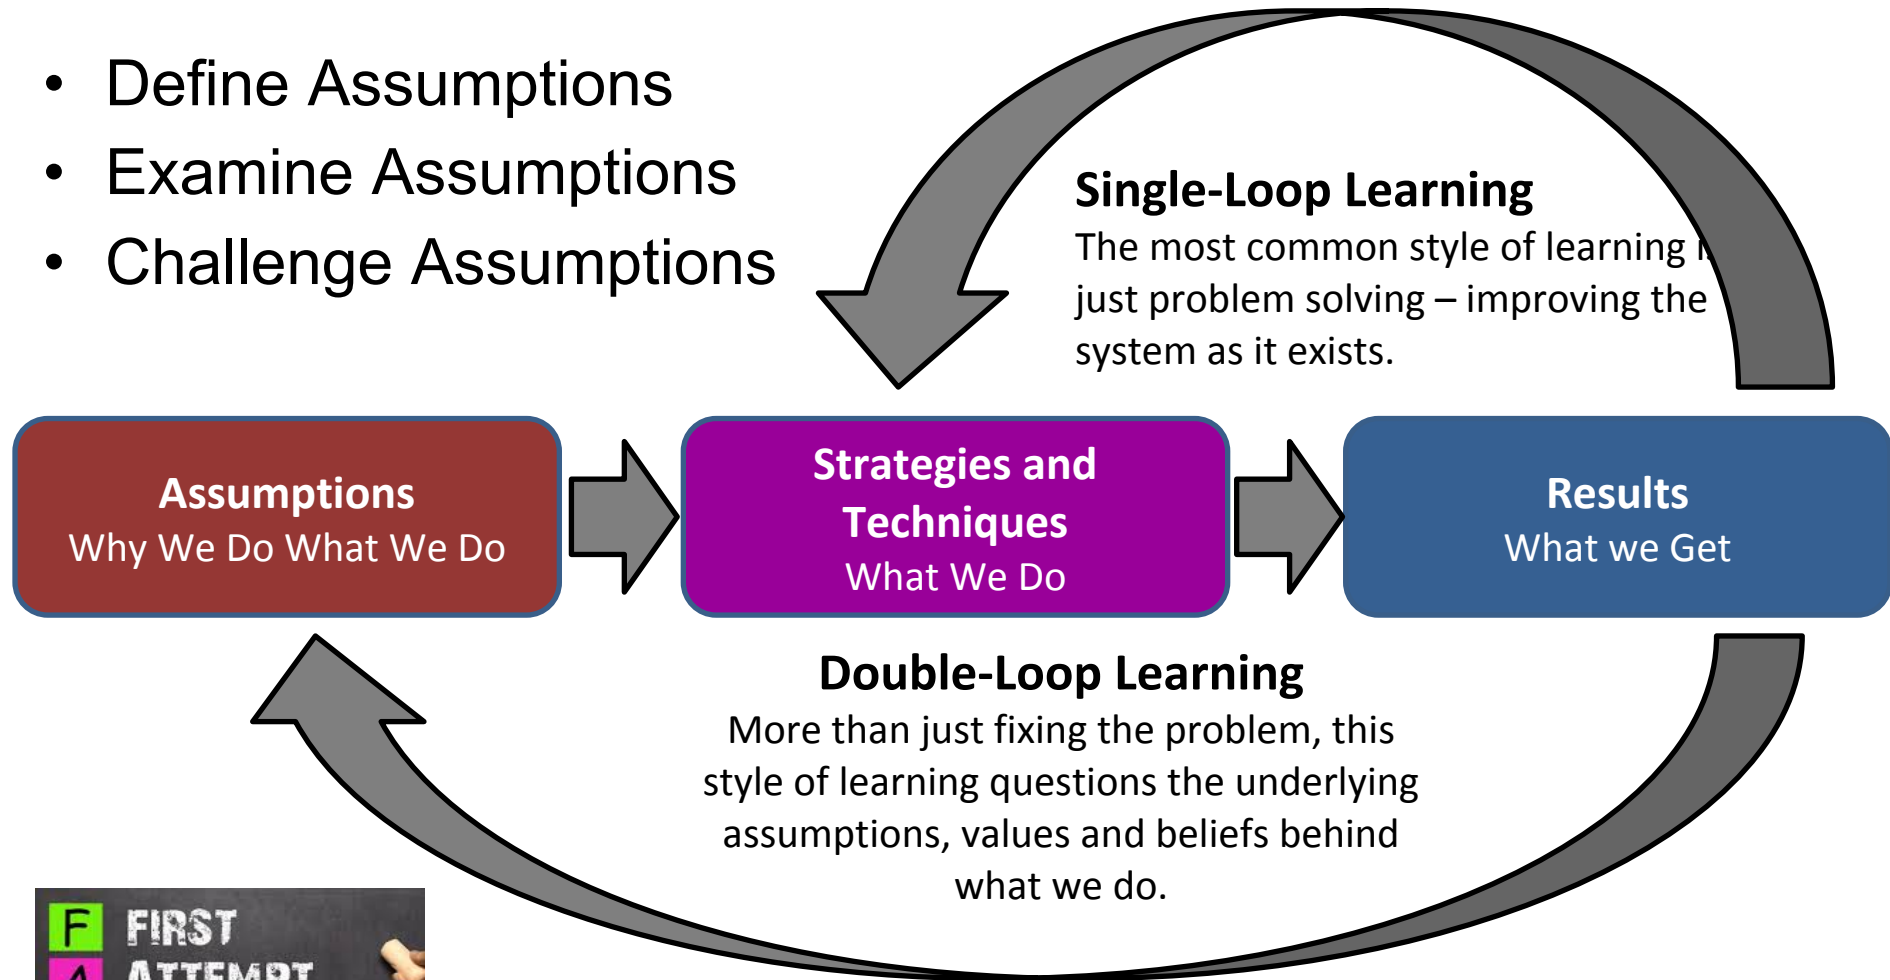 • Define Assumptions
• Examine Assumptions
• Challenge Assumptions
Single-Loop Learning
The most common style of learning
just problem solving – improving the
system as it exists.
Assumptions
Why We Do What We Do
Strategies and
Techniques
What We Do
Results
What we Get
Double-Loop Learning
More than just fixing the problem, this
style of learning questions the underlying
assumptions, values and beliefs behind
what we do.
F FIRST
A ATTEMPT